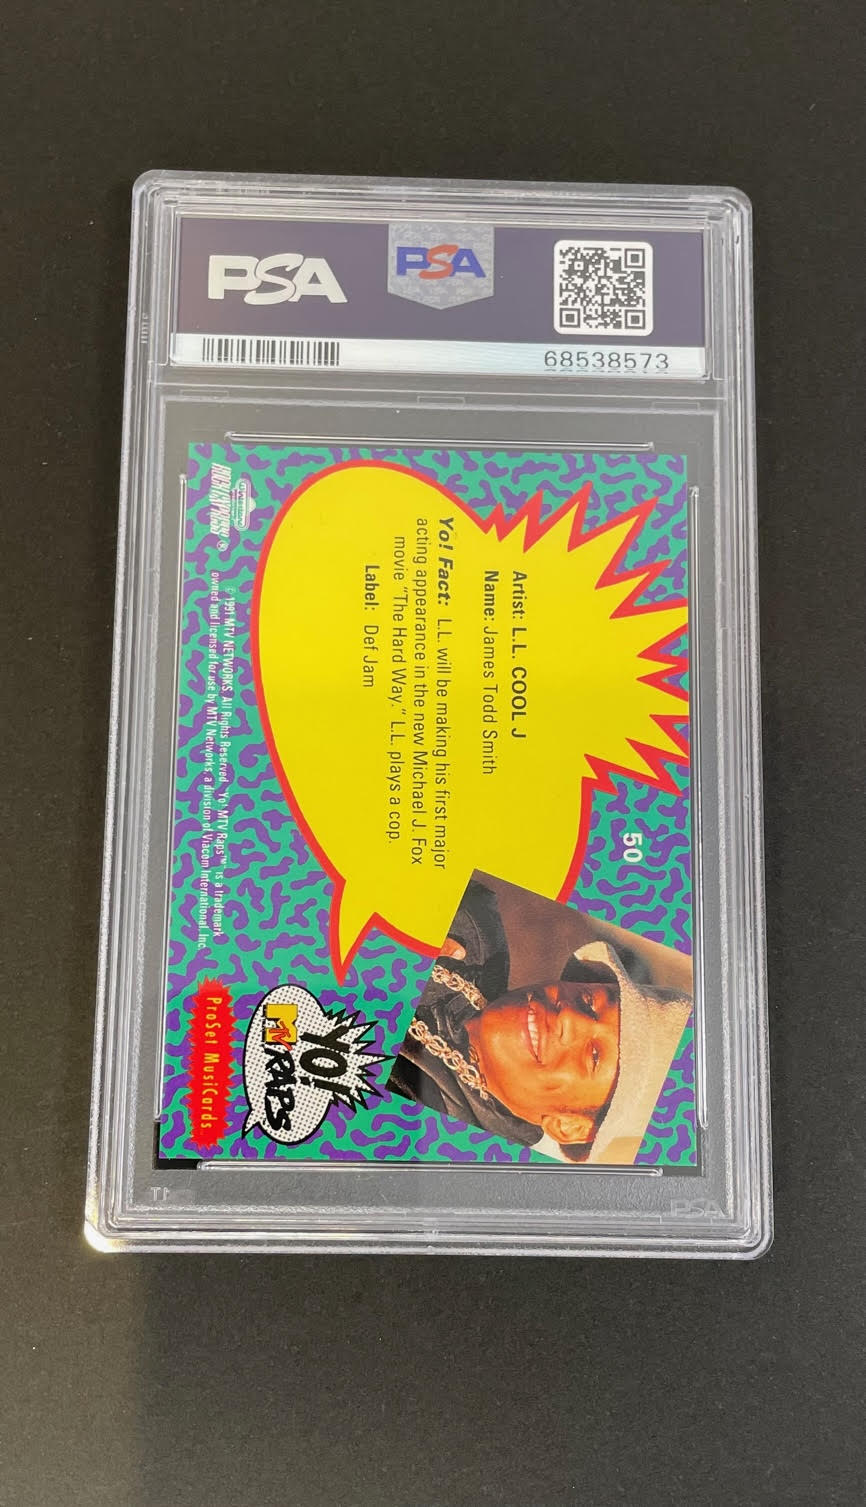 PSA
PSA
68538573
50
Artist: L.L. COOL J
Name: James Todd Smith
Yo! Fact: L.L. will be making his first major
acting appearance in the new Michael J. Fox
movie "The Hard Way." L.L. plays a cop.
Label: Def Jam
YO!
MTV
RAPS
© 1991 MTV NETWORKS. All Rights Reserved. "Yo! MTV Raps"™ is a trademark
owned and licensed for use by MTV Networks, a division of Viacom International, Inc.
ProSet MusiCards
PSA